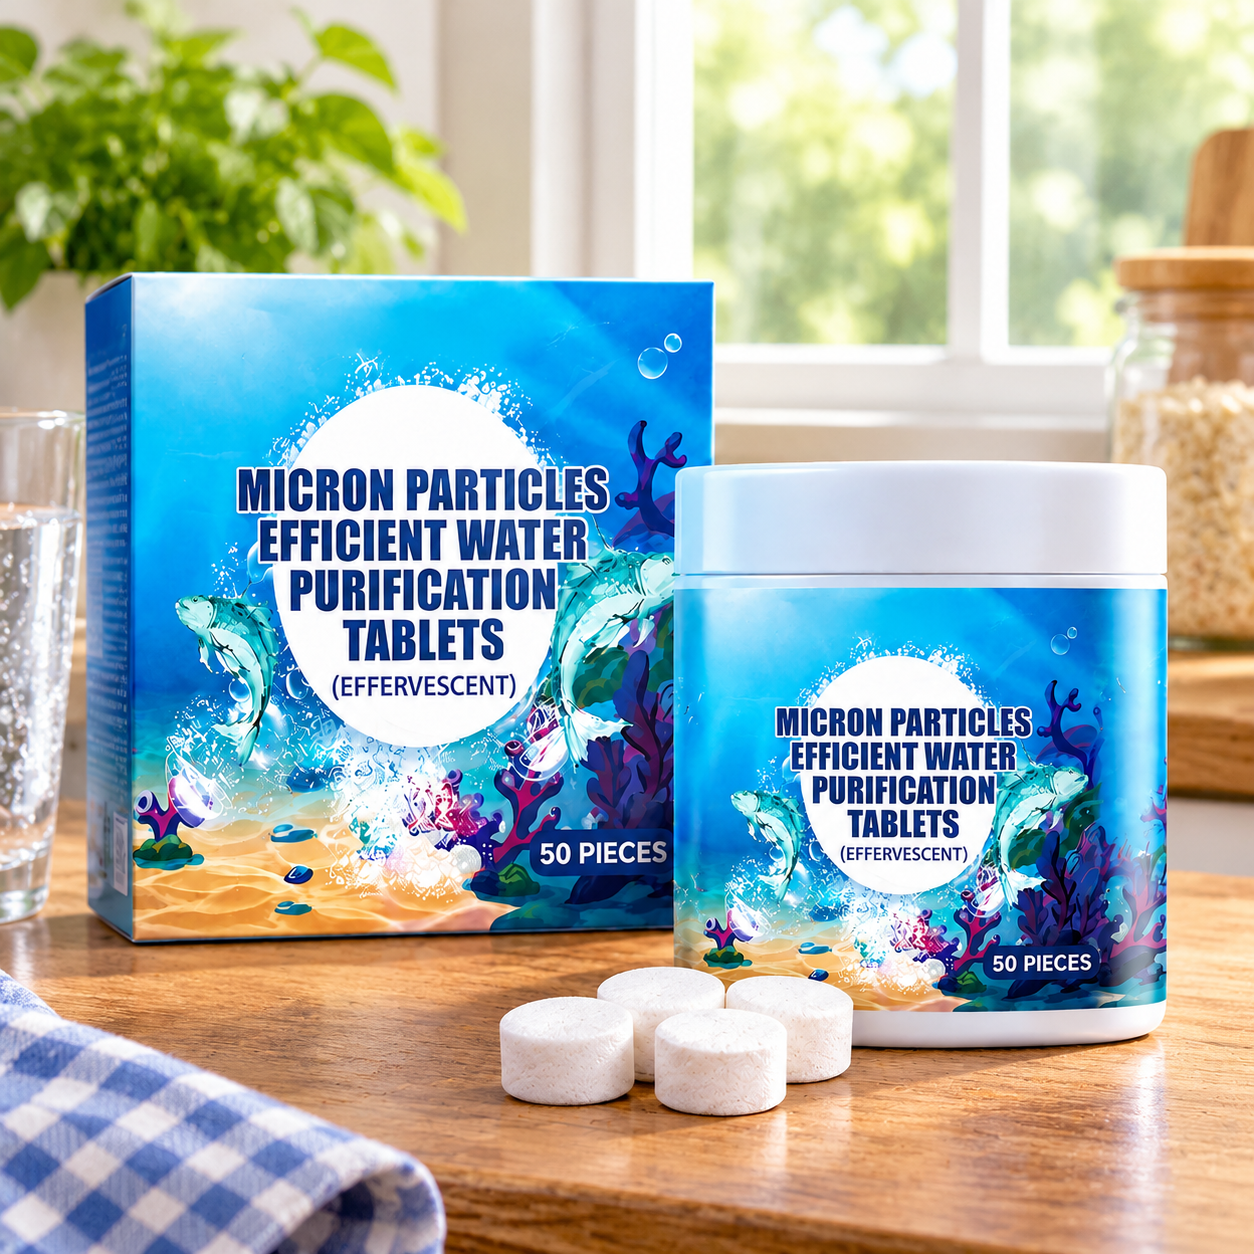 MICRON PARTICLES
EFFICIENT WATER
PURIFICATION
TABLETS
(EFFERVESCENT)
50 PIECES
MICRON PARTICLES
EFFICIENT WATER
PURIFICATION
TABLETS
(EFFERVESCENT)
50 PIECES